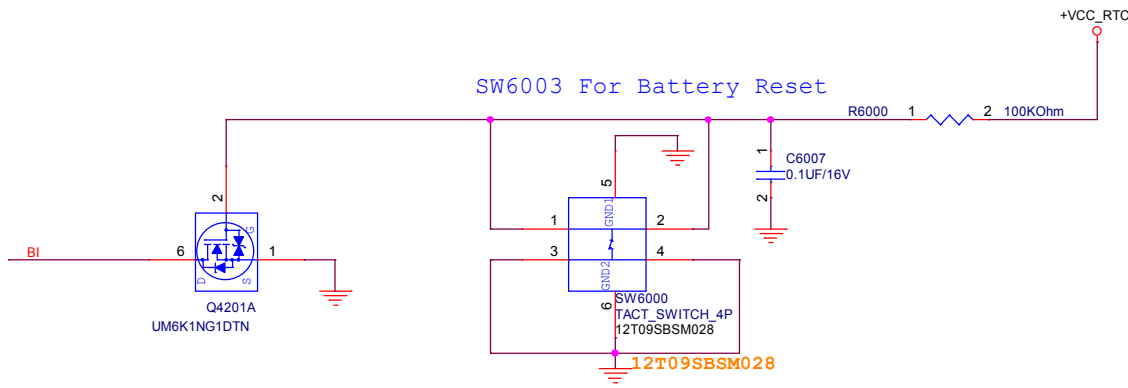 +VCC_RTC
SW6003 For Battery Reset
R6000
1
2
100KOhm
1
C6007
0.1UF/16V
2
5
GND1
1
2
3
4
GND2
6
SW6000
TACT_SWITCH_4P
12T09SBSM028
12T09SBSM028
2
G
BI
6
1
D
S
Q4201A
UM6K1NG1DTN